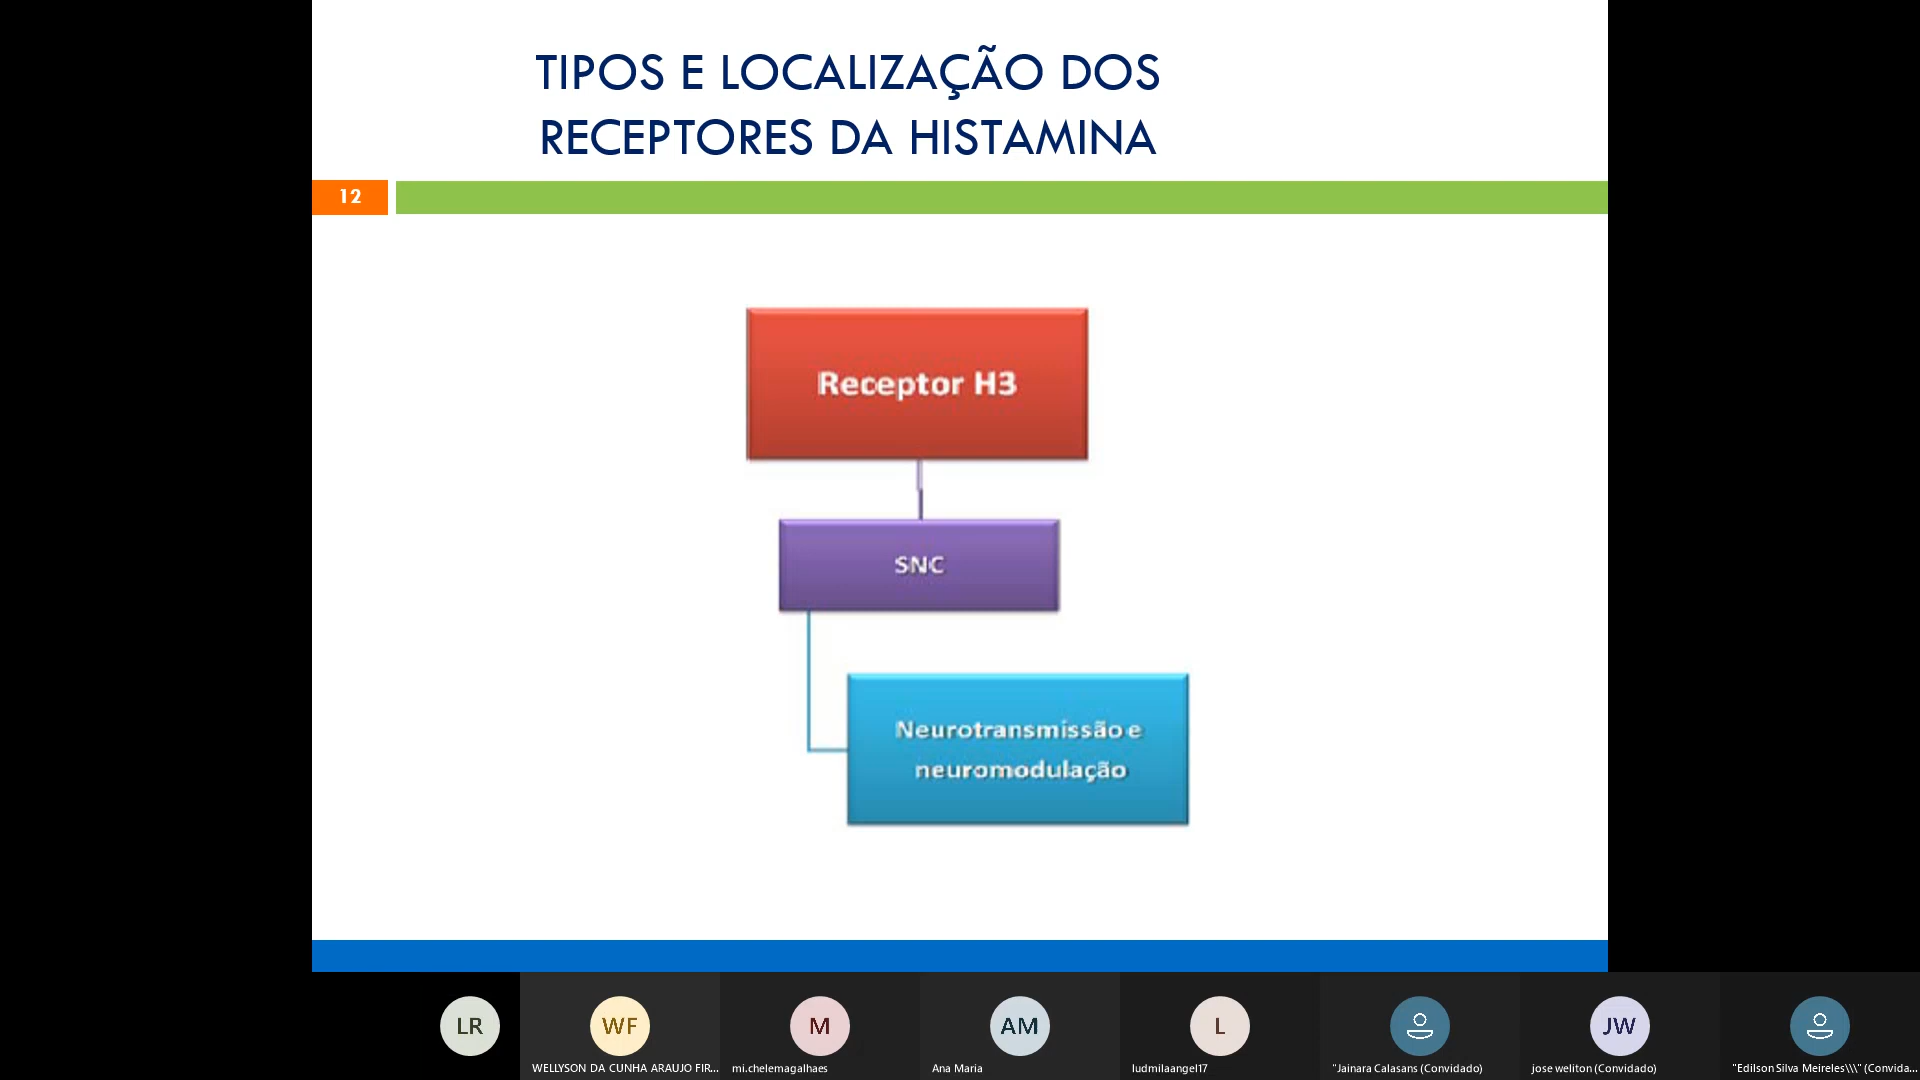 TIPOS E LOCALIZAÇÃO DOS
RECEPTORES DA HISTAMINA
12
Receptor H3
SNC
Neurotransmissão e
neuromodulação
LR
WF
M
AM
L
JW
WELLYSON DA CUNHA ARAUJO FIR...
mi.chelemagalhaes
Ana Maria
ludmilaangel17
"Jainara Calasans (Convidado)
jose weliton (Convidado)
"Edilson Silva Meireles\\\" (Convida...